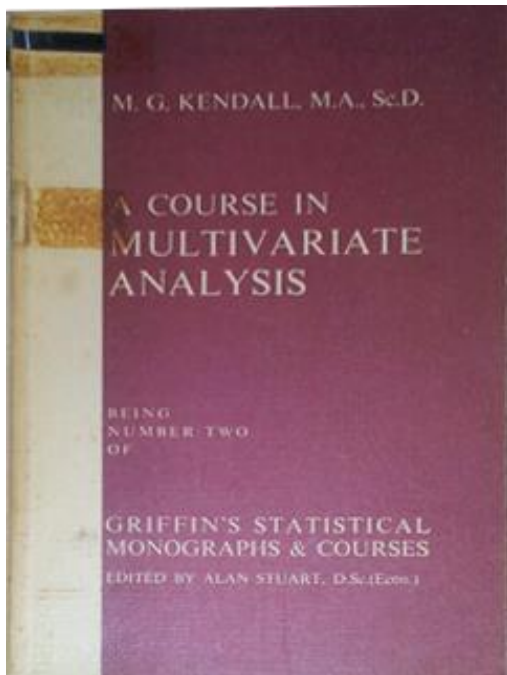 M. G. KENDALL, M.A., Sc.D.
A COURSE IN
MULTIVARIATE
ANALYSIS
BEING
NUMBER TWO
OF
GRIFFIN'S STATISTICAL
MONOGRAPHS & COURSES
EDITED BY ALAN STUART, D.Sc.(Econ.)